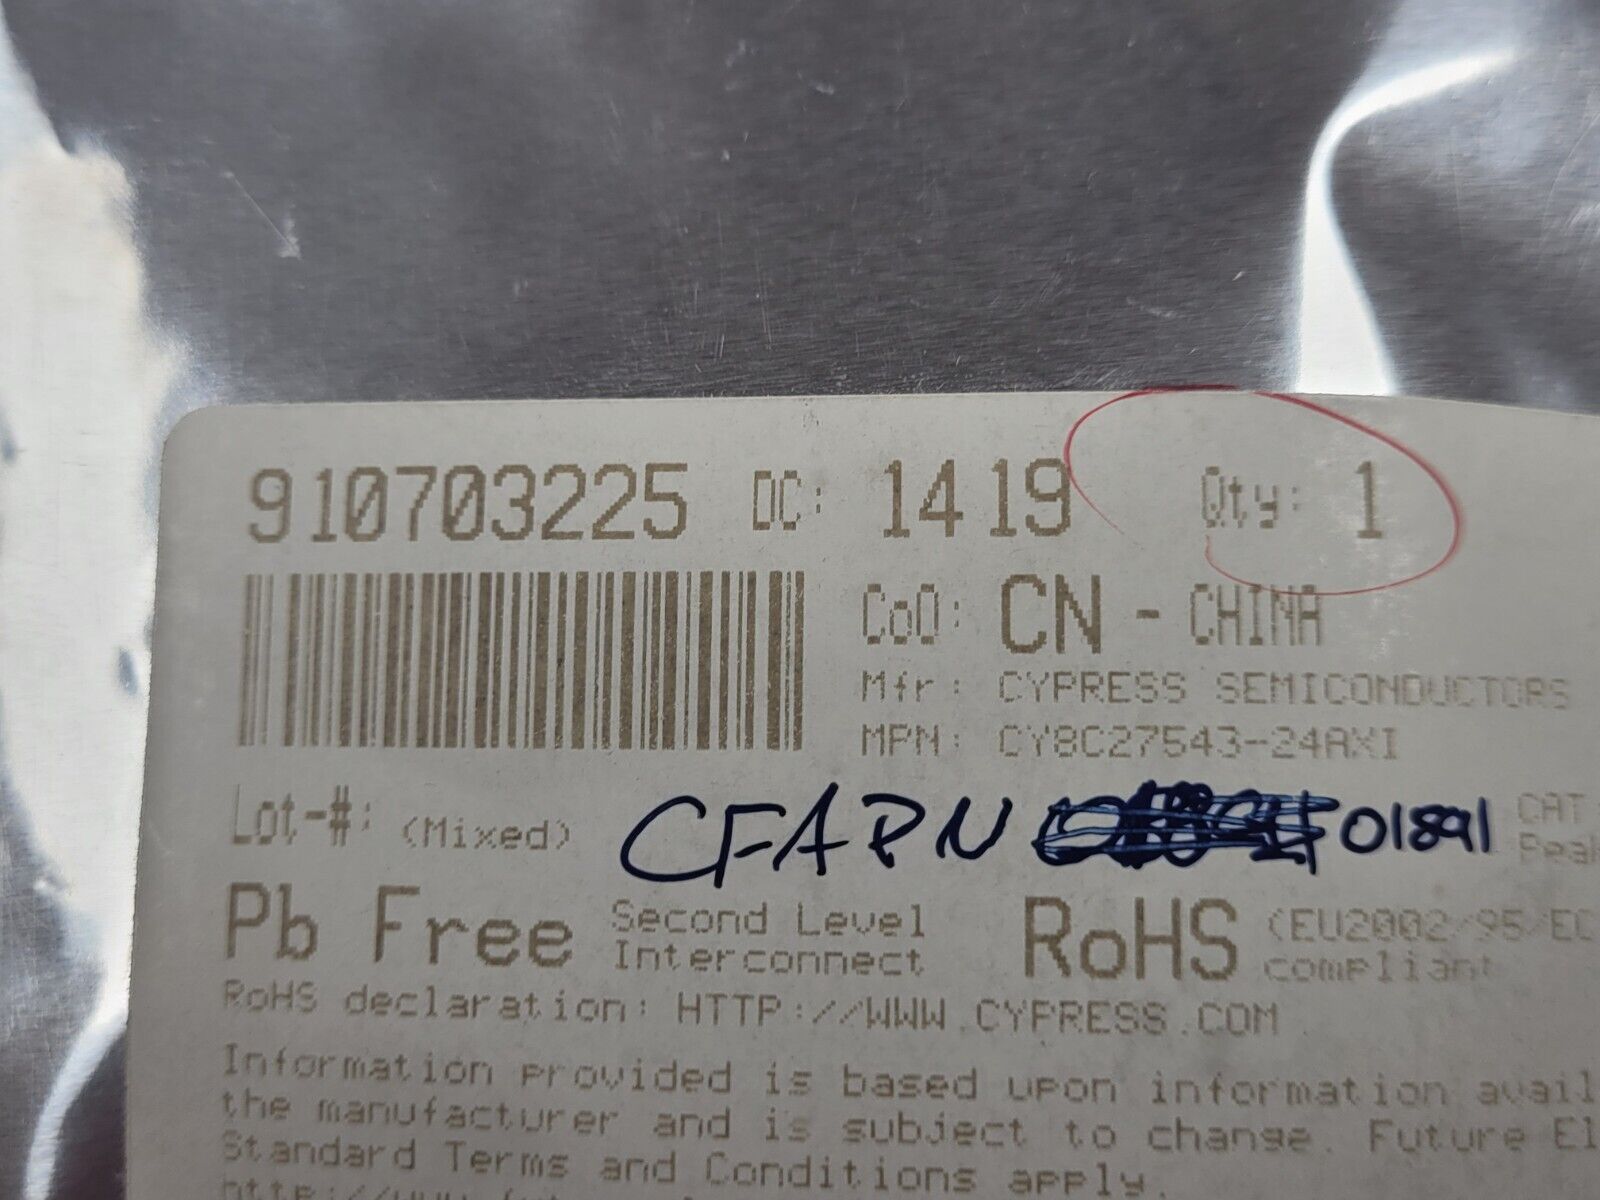 910703225 DC: 1419 Qty: 1
CoO: CN - CHINA
Mfr: CYPRESS SEMICONDUCTORS
MPN: CY8C27543-24AXI
Lot-#: (Mixed) CFAPN 01891 CAT
Pb Free Second Level
Interconnect
RoHS (EU2002/95/EC
compliant
RoHS declaration: HTTP://WWW.CYPRESS.COM
Information provided is based upon information avail
the manufacturer and is subject to change. Future El
Standard Terms and Conditions apply.